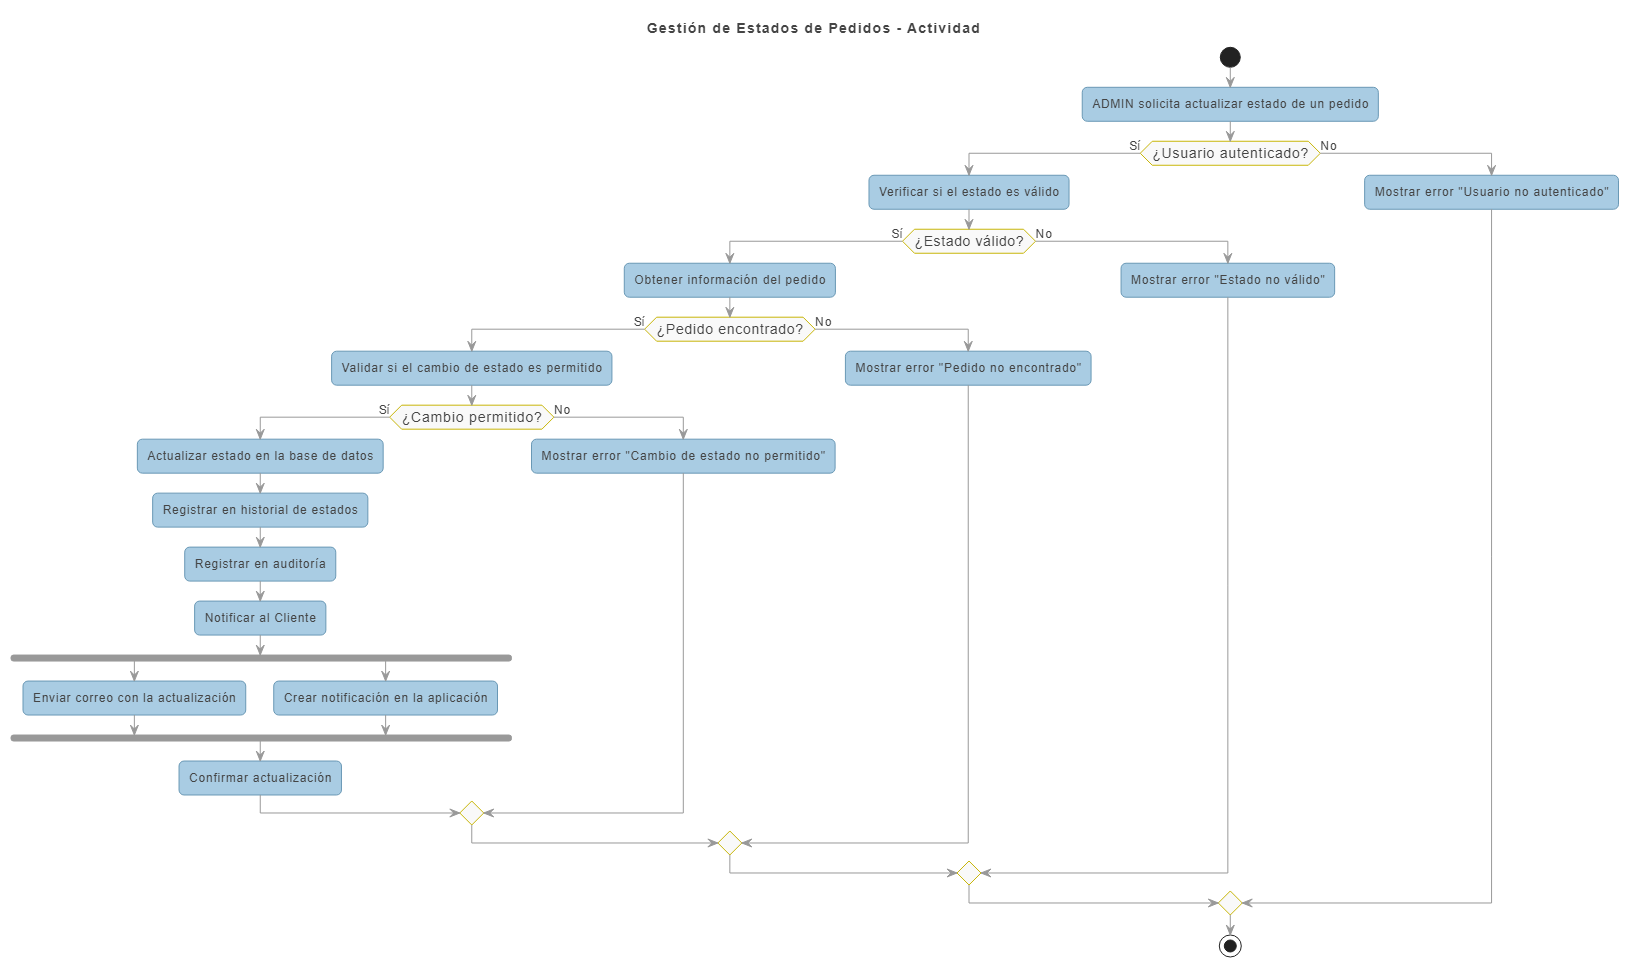 Gestión de Estados de Pedidos - Actividad
ADMIN solicita actualizar estado de un pedido
Sí
¿Usuario autenticado?
No
Verificar si el estado es válido
Mostrar error "Usuario no autenticado"
Sí
¿Estado válido?
No
Obtener información del pedido
Mostrar error "Estado no válido"
Sí
¿Pedido encontrado?
No
Validar si el cambio de estado es permitido
Mostrar error "Pedido no encontrado"
Sí
¿Cambio permitido?
No
Actualizar estado en la base de datos
Mostrar error "Cambio de estado no permitido"
Registrar en historial de estados
Registrar en auditoría
Notificar al Cliente
Enviar correo con la actualización
Crear notificación en la aplicación
Confirmar actualización